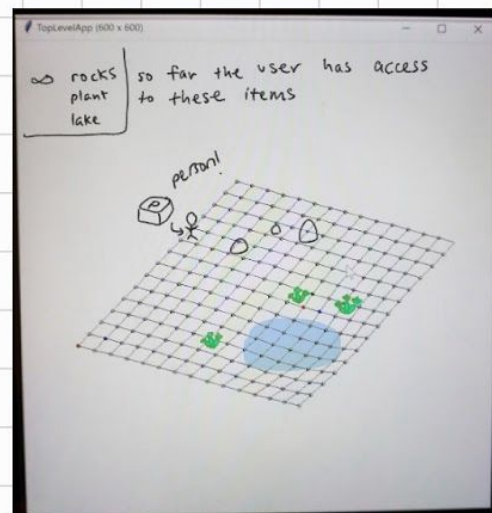 TopLevelApp (600 x 600)
∞ rocks so far the user has access
plant to these items
lake
person!
P